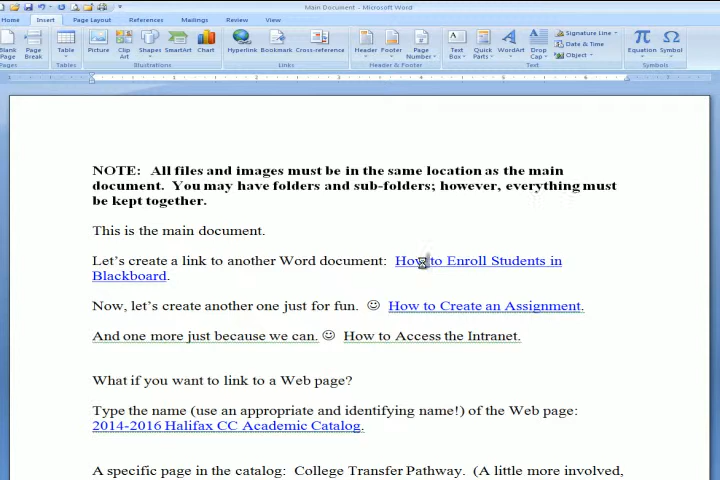 Main Document - Microsoft Word
Home Insert Page Layout References Mailings Review View
Blank Page
Page Break
Table
Picture
Clip Art
Shapes
SmartArt
Chart
Hyperlink
Bookmark
Cross-reference
Header
Footer
Page Number
Text Box
Quick Parts
WordArt
Drop Cap
Signature Line
Date & Time
Object
Equation
Symbol
Pages Tables Illustrations Links Header & Footer Text Symbols
NOTE: All files and images must be in the same location as the main
document. You may have folders and sub-folders; however, everything must
be kept together.
This is the main document.
Let's create a link to another Word document: How to Enroll Students in
Blackboard.
Now, let's create another one just for fun. ☺ How to Create an Assignment.
And one more just because we can. ☺ How to Access the Intranet.
What if you want to link to a Web page?
Type the name (use an appropriate and identifying name!) of the Web page:
2014-2016 Halifax CC Academic Catalog.
A specific page in the catalog: College Transfer Pathway. (A little more involved,